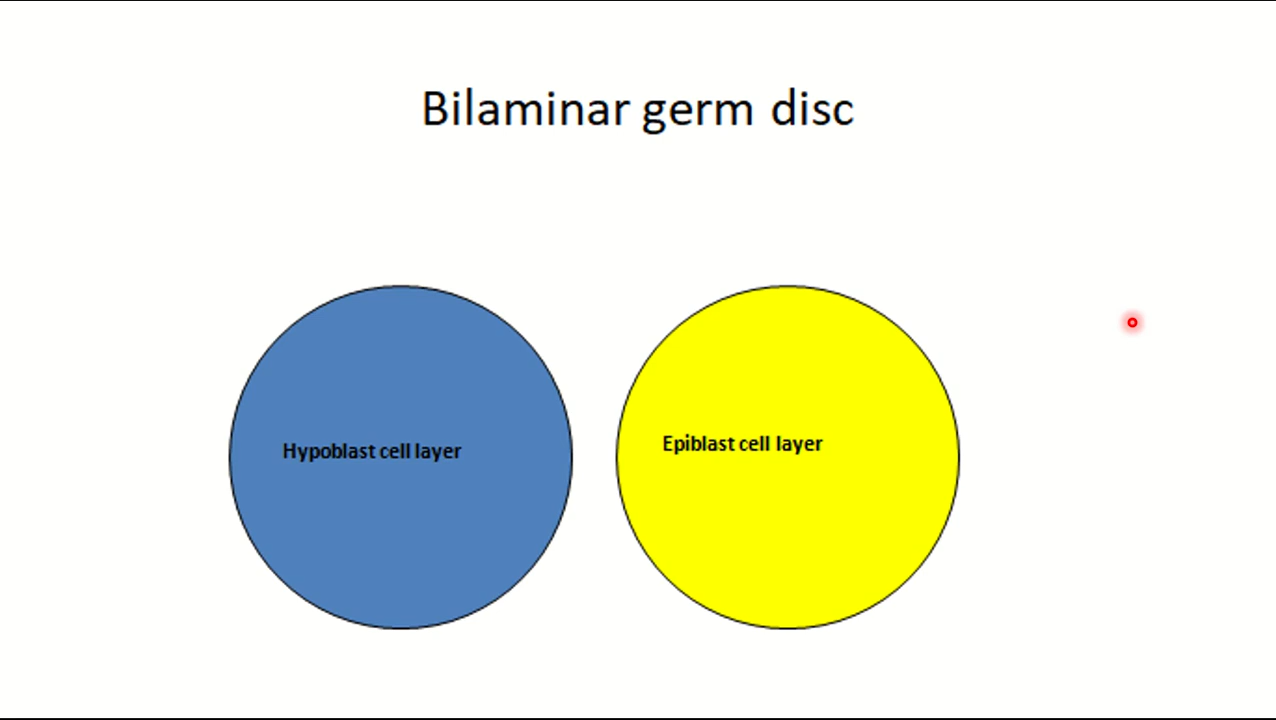 Bilaminar germ disc
Hypoblast cell layer
Epiblast cell layer